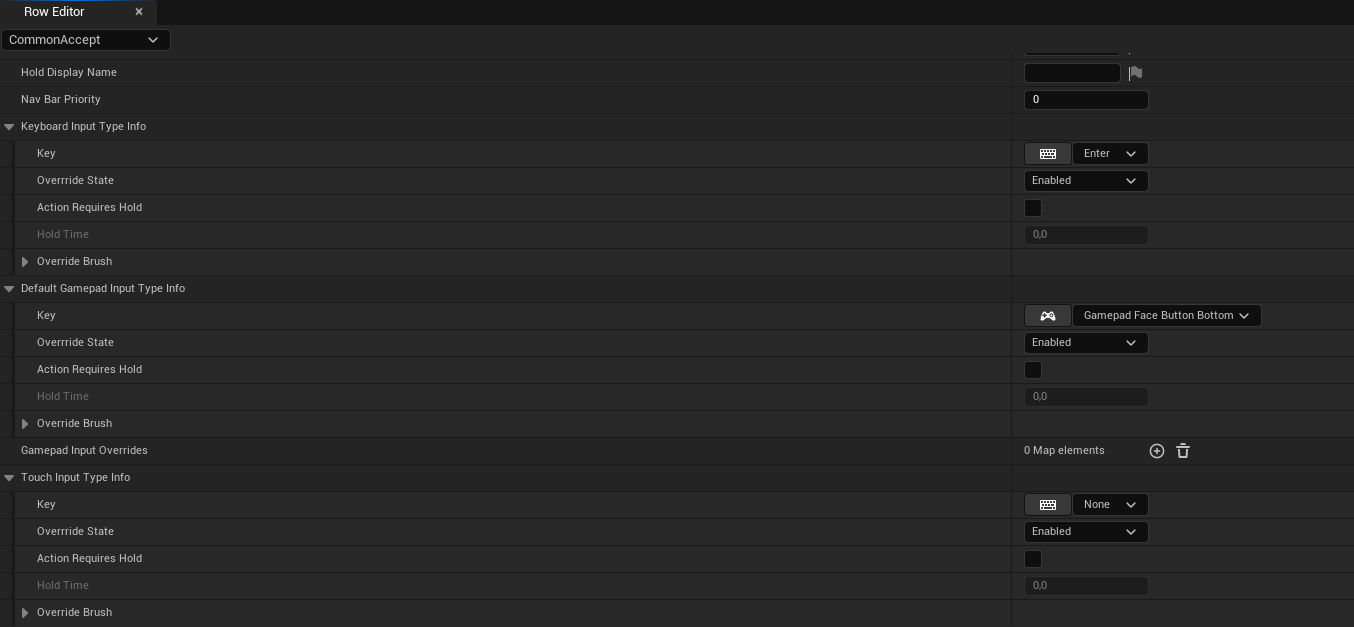 Row Editor
CommonAccept
Hold Display Name
Nav Bar Priority 0
Keyboard Input Type Info
Key Enter
Overrride State Enabled
Action Requires Hold
Hold Time 0,0
Override Brush
Default Gamepad Input Type Info
Key Gamepad Face Button Bottom
Overrride State Enabled
Action Requires Hold
Hold Time 0,0
Override Brush
Gamepad Input Overrides 0 Map elements
Touch Input Type Info
Key None
Overrride State Enabled
Action Requires Hold
Hold Time 0,0
Override Brush